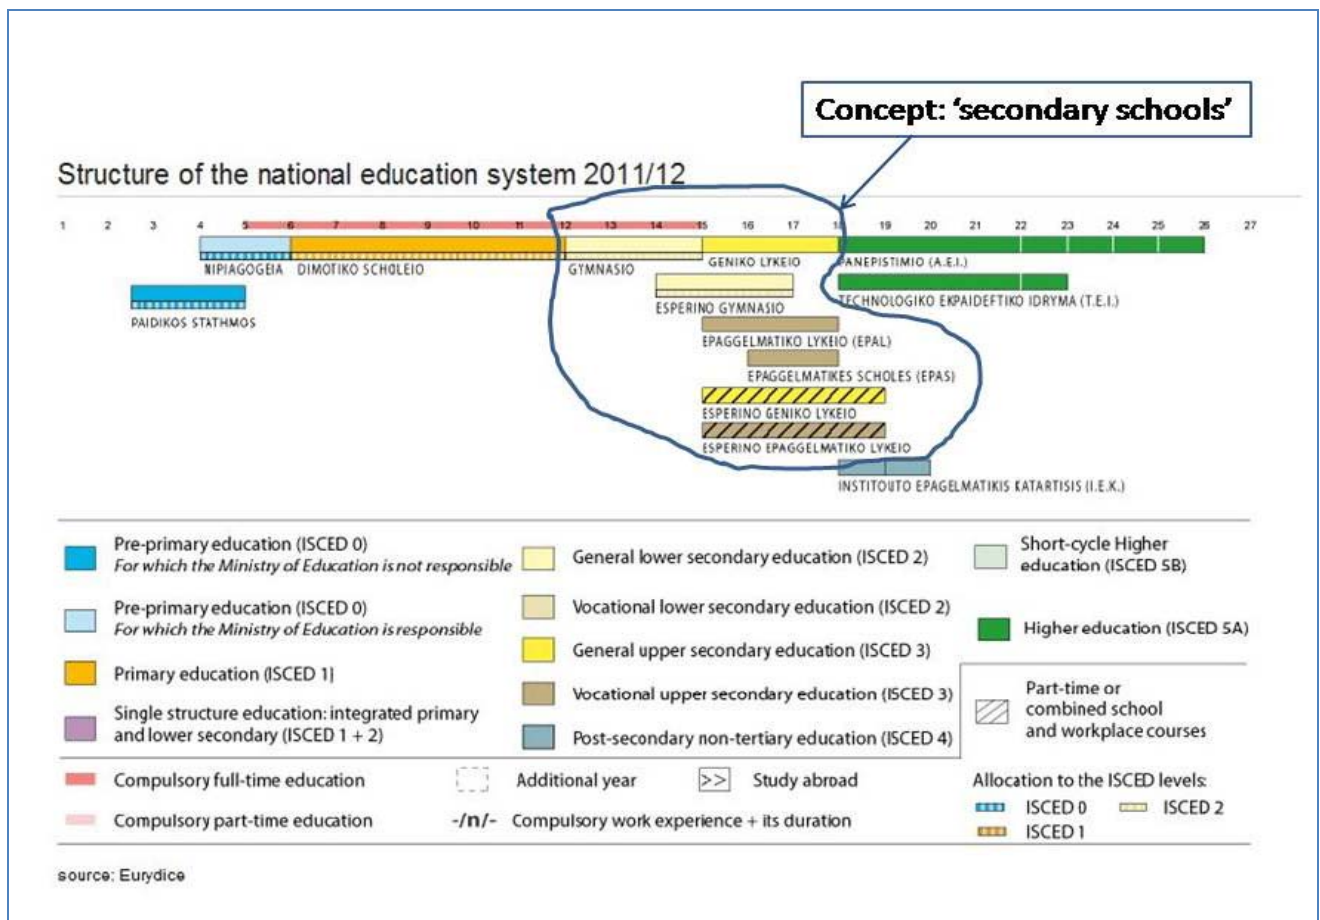 Concept: ‘secondary schools’
Structure of the national education system 2011/12
1 2 3 4 5 6 7 8 9 10 11 12 13 14 15 16 17 18 19 20 21 22 23 24 25 26 27
NIPIAGOGEIA DIMOTIKO SCHOLEIO GYMNASIO GENIKO LYKEIO PANEPISTIMIO (A.E.I.)
PAIDIKOS STATHMOS
ESPERINO GYMNASIO
TECHNOLOGIKO EKPAIDEFTIKO IDRYMA (T.E.I.)
EPAGGELMATIKO LYKEIO (EPAL)
EPAGGELMATIKES SCHOLES (EPAS)
ESPERINO GENIKO LYKEIO
ESPERINO EPAGGELMATIKO LYKEIO
INSTITOUTO EPAGELMATIKIS KATARTISIS (I.E.K.)
Pre-primary education (ISCED 0)
For which the Ministry of Education is not responsible
Pre-primary education (ISCED 0)
For which the Ministry of Education is responsible
Primary education (ISCED 1)
Single structure education: integrated primary
and lower secondary (ISCED 1 + 2)
General lower secondary education (ISCED 2)
Vocational lower secondary education (ISCED 2)
General upper secondary education (ISCED 3)
Vocational upper secondary education (ISCED 3)
Post-secondary non-tertiary education (ISCED 4)
Short-cycle Higher
education (ISCED 5B)
Higher education (ISCED 5A)
Part-time or
combined school
and workplace courses
Compulsory full-time education
Compulsory part-time education
Additional year
>> Study abroad
-/n/- Compulsory work experience + its duration
Allocation to the ISCED levels:
ISCED 0 ISCED 2
ISCED 1
source: Eurydice